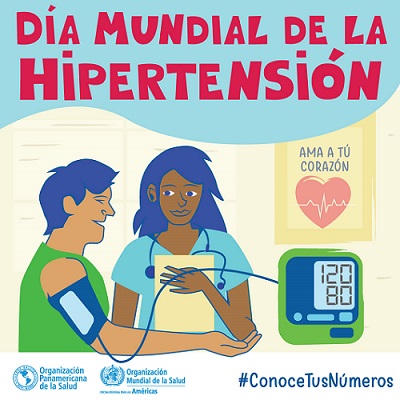 DÍA MUNDIAL DE LA
HIPERTENSIÓN
AMA A TÚ
CORAZÓN
120
80
Organización
Panamericana
de la Salud
Organización
Mundial de la Salud
Américas
#CONOCETUSNÚMEROS